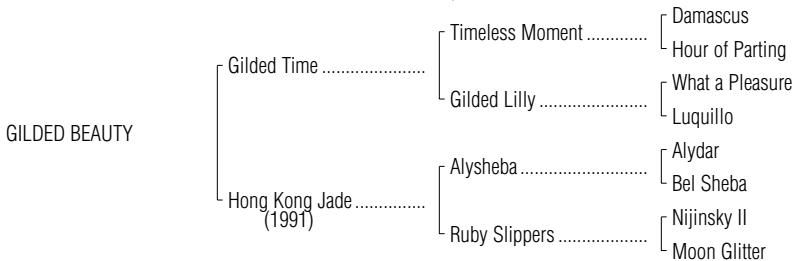 Damascus
Timeless Moment .............
Hour of Parting
Gilded Time ......................
What a Pleasure
Gilded Lilly .......................
Luquillo
GILDED BEAUTY
Alydar
Alysheba ...........................
Bel Sheba
Hong Kong Jade ...............
(1991)
Nijinsky II
Ruby Slippers ...................
Moon Glitter